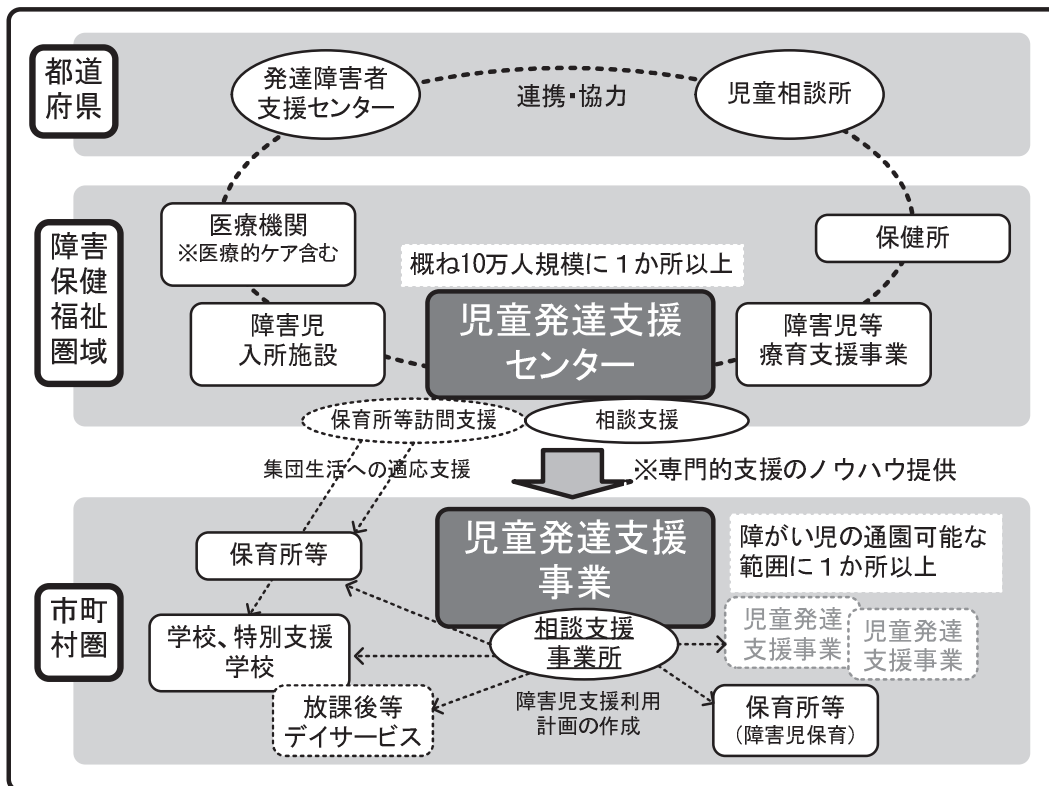 都道
府県
発達障害者
支援センター
連携・協力
児童相談所
障害
保健
福祉
圏域
医療機関
※医療的ケア含む
概ね10万人規模に１か所以上
保健所
障害児
入所施設
児童発達支援
センター
障害児等
療育支援事業
保育所等訪問支援
相談支援
集団生活への適応支援
※専門的支援のノウハウ提供
市町
村圏
保育所等
児童発達支援
事業
障がい児の通園可能な
範囲に１か所以上
学校、特別支援
学校
相談支援
事業所
児童発達
支援事業
児童発達
支援事業
放課後等
デイサービス
障害児支援利用
計画の作成
保育所等
（障害児保育）